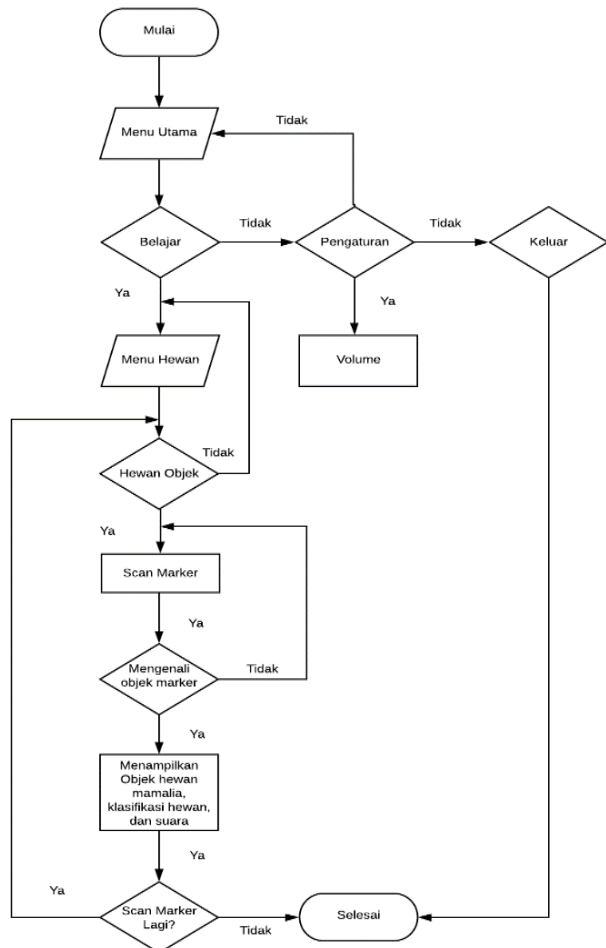 Mulai
Tidak
Menu Utama
Belajar
Tidak
Pengaturan
Tidak
Keluar
Ya
Ya
Menu Hewan
Volume
Tidak
Hewan Objek
Ya
Scan Marker
Ya
Mengenali
objek marker
Tidak
Ya
Menampilkan
Objek hewan
mamalia,
klasifikasi hewan,
dan suara
Ya
Ya
Scan Marker
Lagi?
Tidak
Selesai